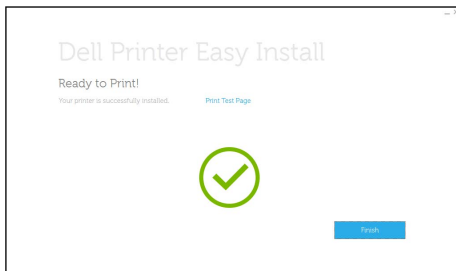 Dell Printer Easy Install
Ready to Print!
Your printer is successfully installed. Print Test Page
Finish